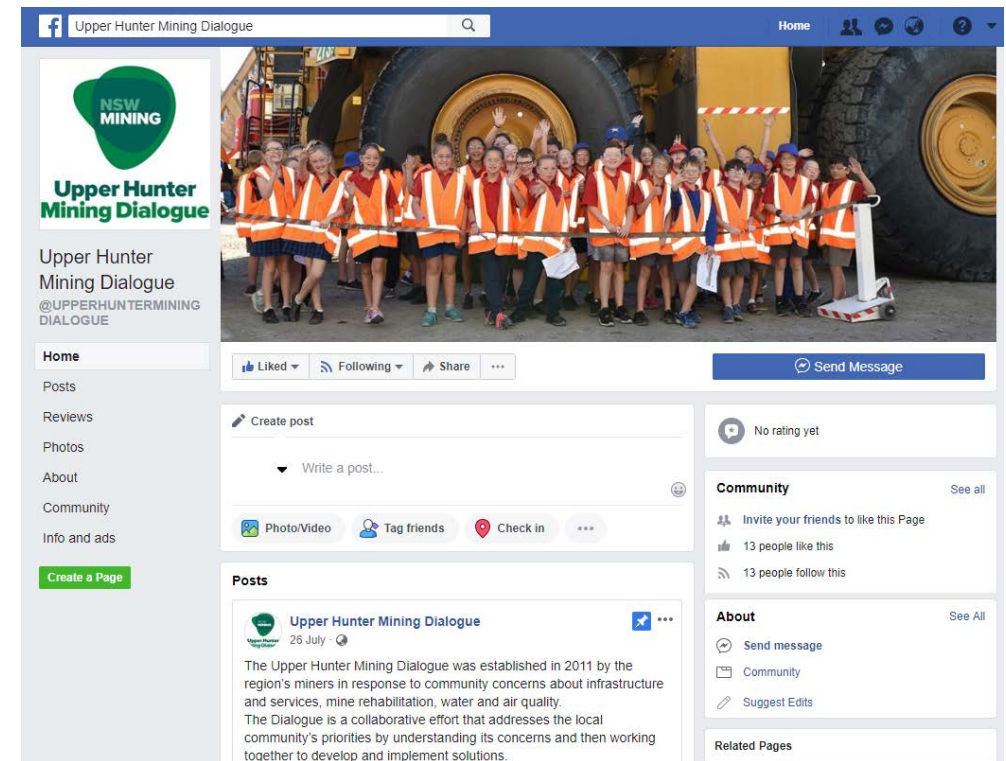 Upper Hunter Mining Dialogue
Home
NSW
MINING
Upper Hunter
Mining Dialogue
Upper Hunter
Mining Dialogue
@UPPERHUNTERMINING
DIALOGUE
Home
Posts
Reviews
Photos
About
Community
Info and ads
Create a Page
Liked
Following
Share
Send Message
Create post
Write a post...
Photo/Video
Tag friends
Check in
Posts
Upper Hunter Mining Dialogue
26 July ·
The Upper Hunter Mining Dialogue was established in 2011 by the
region's miners in response to community concerns about infrastructure
and services, mine rehabilitation, water and air quality.
The Dialogue is a collaborative effort that addresses the local
community's priorities by understanding its concerns and then working
together to develop and implement solutions.
No rating yet
Community
See all
Invite your friends to like this Page
13 people like this
13 people follow this
About
See All
Send message
Community
Suggest Edits
Related Pages